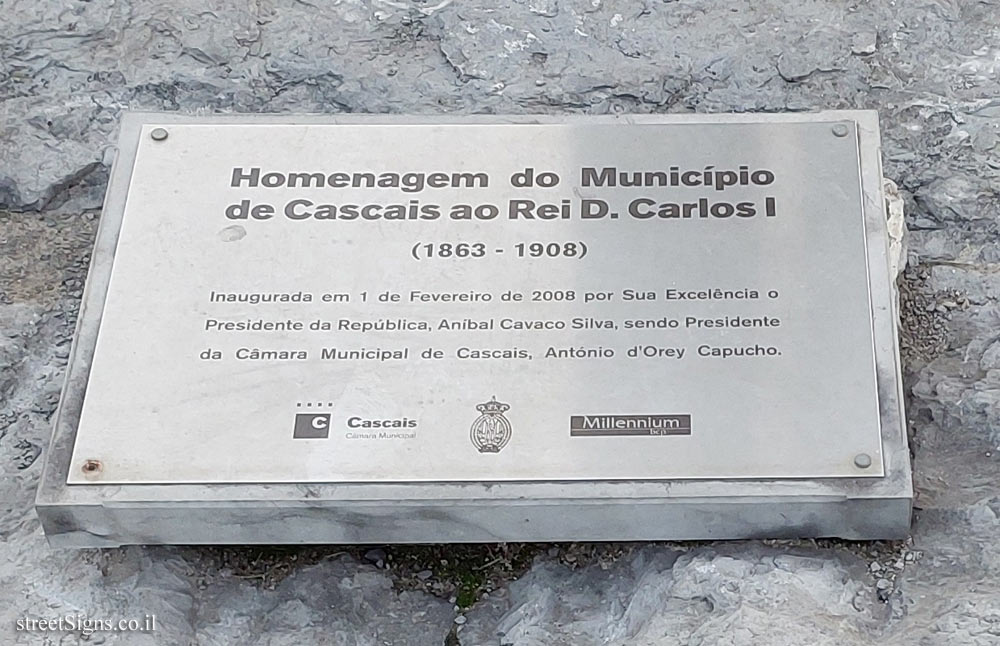 Homenagem do Município
de Cascais ao Rei D. Carlos I
(1863 - 1908)
Inaugurada em 1 de Fevereiro de 2008 por Sua Excelência o
Presidente da República, Aníbal Cavaco Silva, sendo Presidente
da Câmara Municipal de Cascais, António d'Orey Capucho.
C Cascais
Câmara Municipal
Millennium
bcp
streetSigns.co.il